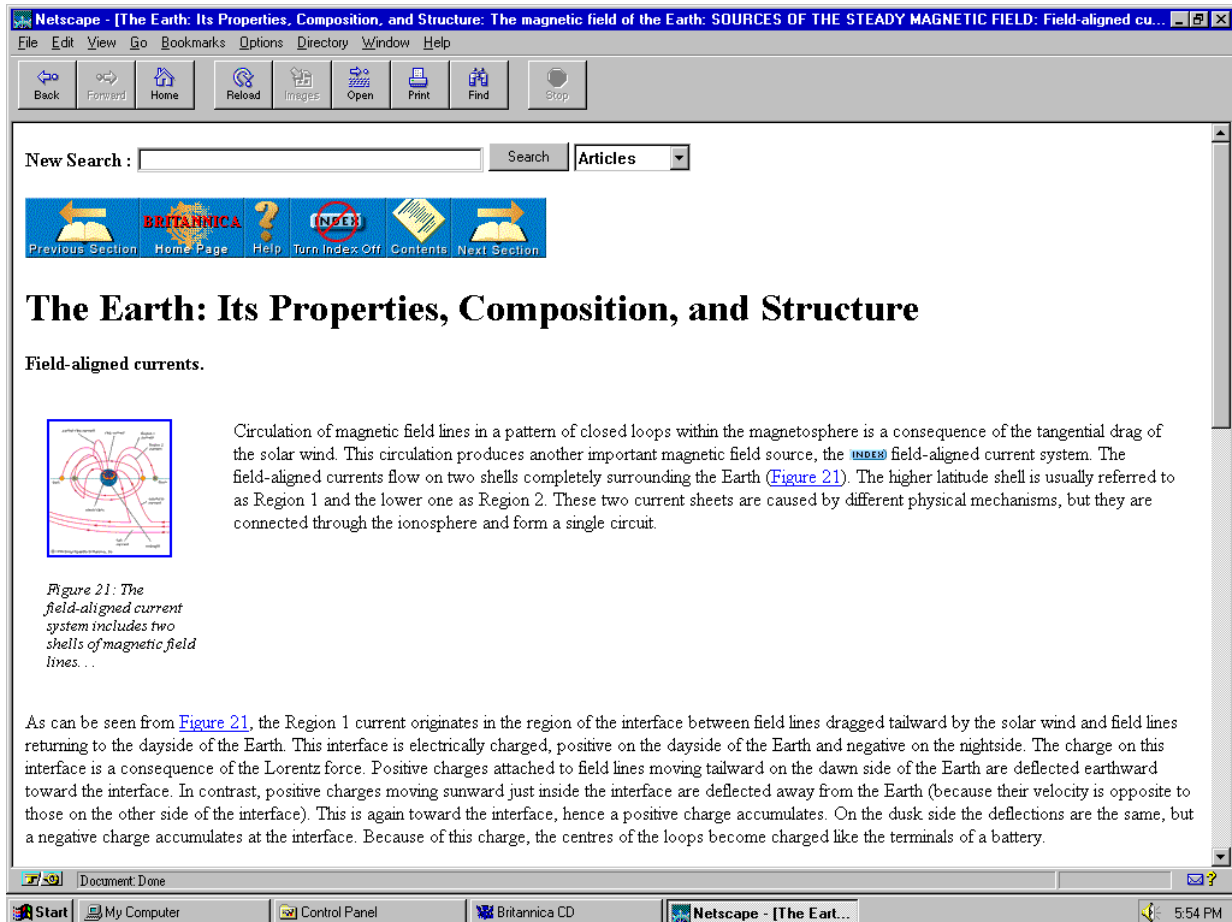 Netscape - [The Earth: Its Properties, Composition, and Structure: The magnetic field of the Earth: SOURCES OF THE STEADY MAGNETIC FIELD: Field-aligned cu...
File Edit View Go Bookmarks Options Directory Window Help
Back Forward Home Reload Images Open Print Find Stop
New Search : Search Articles
Previous Section BRITANNICA Home Page Help INDEX Turn Index Off Contents Next Section
The Earth: Its Properties, Composition, and Structure
Field-aligned currents.
Circulation of magnetic field lines in a pattern of closed loops within the magnetosphere is a consequence of the tangential drag of
the solar wind. This circulation produces another important magnetic field source, the INDEX field-aligned current system. The
field-aligned currents flow on two shells completely surrounding the Earth (Figure 21). The higher latitude shell is usually referred to
as Region 1 and the lower one as Region 2. These two current sheets are caused by different physical mechanisms, but they are
connected through the ionosphere and form a single circuit.
Figure 21: The
field-aligned current
system includes two
shells of magnetic field
lines. . .
As can be seen from Figure 21, the Region 1 current originates in the region of the interface between field lines dragged tailward by the solar wind and field lines
returning to the dayside of the Earth. This interface is electrically charged, positive on the dayside of the Earth and negative on the nightside. The charge on this
interface is a consequence of the Lorentz force. Positive charges attached to field lines moving tailward on the dawn side of the Earth are deflected earthward
toward the interface. In contrast, positive charges moving sunward just inside the interface are deflected away from the Earth (because their velocity is opposite to
those on the other side of the interface). This is again toward the interface, hence a positive charge accumulates. On the dusk side the deflections are the same, but
a negative charge accumulates at the interface. Because of this charge, the centres of the loops become charged like the terminals of a battery.
Document: Done
Start My Computer Control Panel Britannica CD Netscape - [The Eart... 5:54 PM